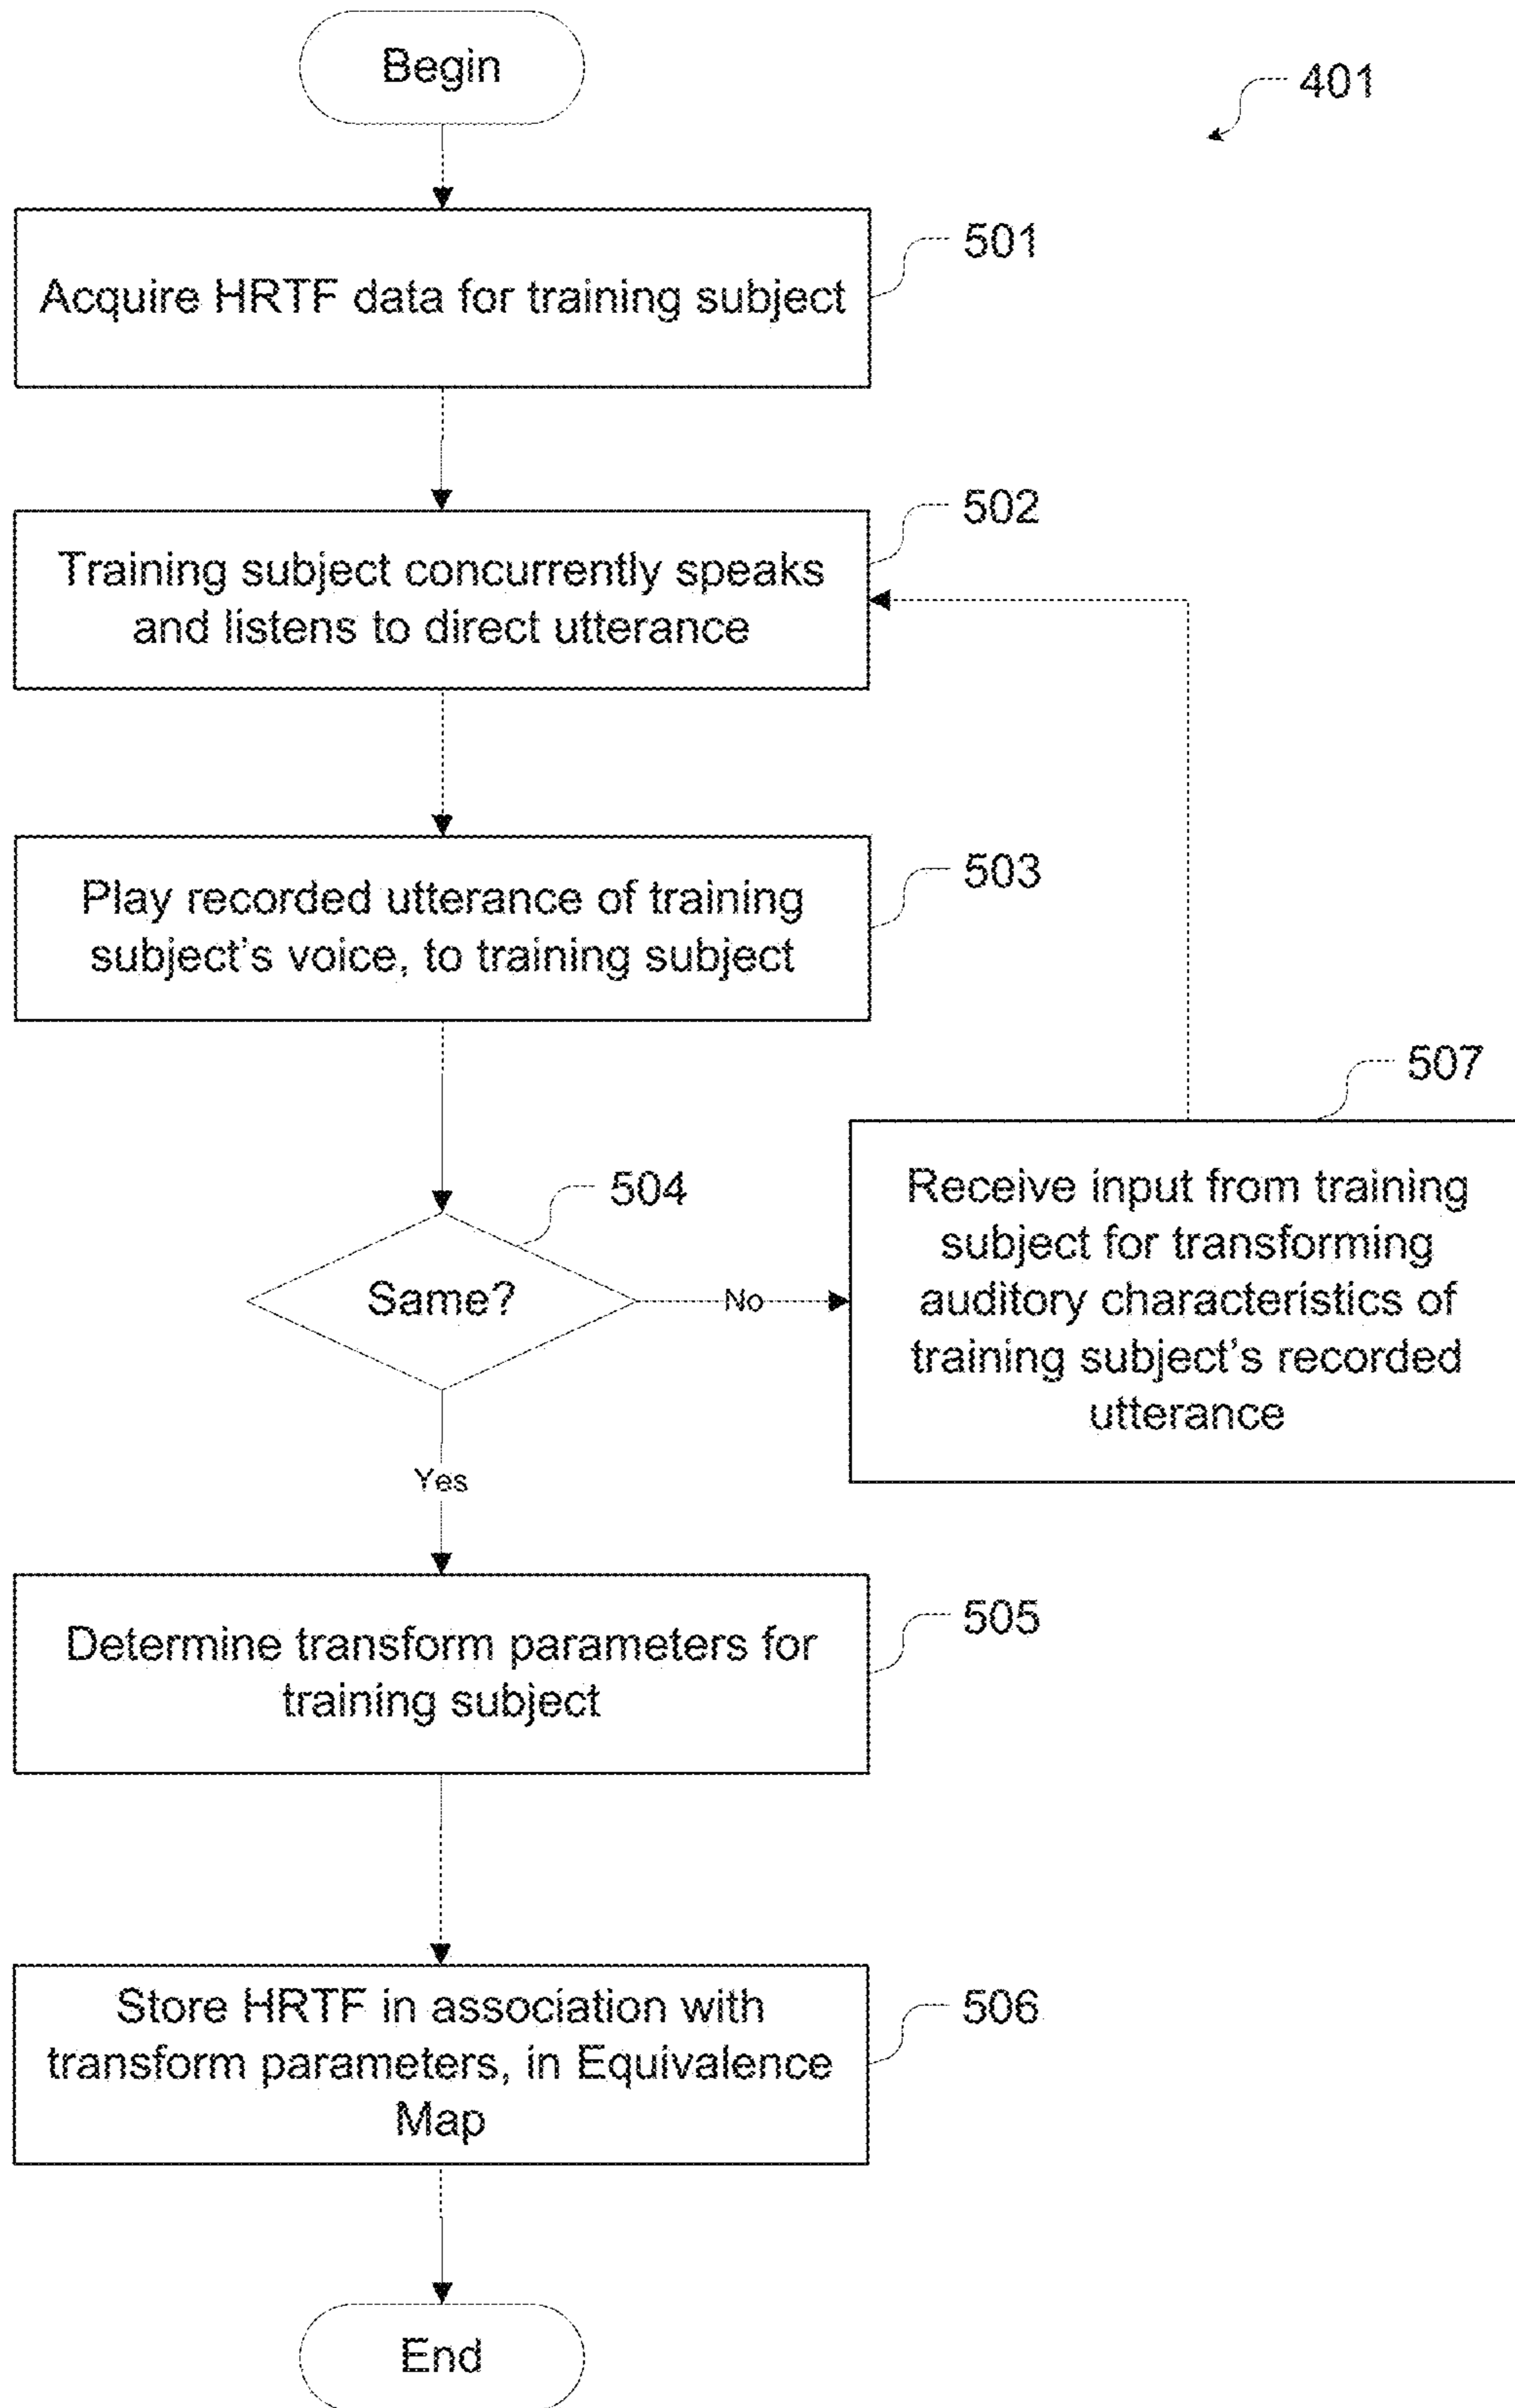 Begin
401
501
Acquire HRTF data for training subject
502
Training subject concurrently speaks
and listens to direct utterance
503
Play recorded utterance of training
subject's voice, to training subject
504
Same?
No
507
Receive input from training
subject for transforming
auditory characteristics of
training subject's recorded
utterance
Yes
505
Determine transform parameters for
training subject
506
Store HRTF in association with
transform parameters, in Equivalence
Map
End